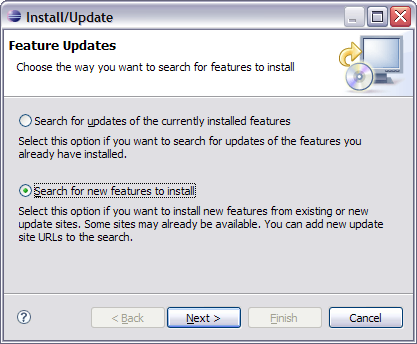 Install/Update
Feature Updates
Choose the way you want to search for features to install
Search for updates of the currently installed features
Select this option if you want to search for updates of the features you
already have installed.
Search for new features to install
Select this option if you want to install new features from existing or new
update sites. Some sites may already be available. You can add new update
site URLs to the search.
? < Back Next > Finish Cancel